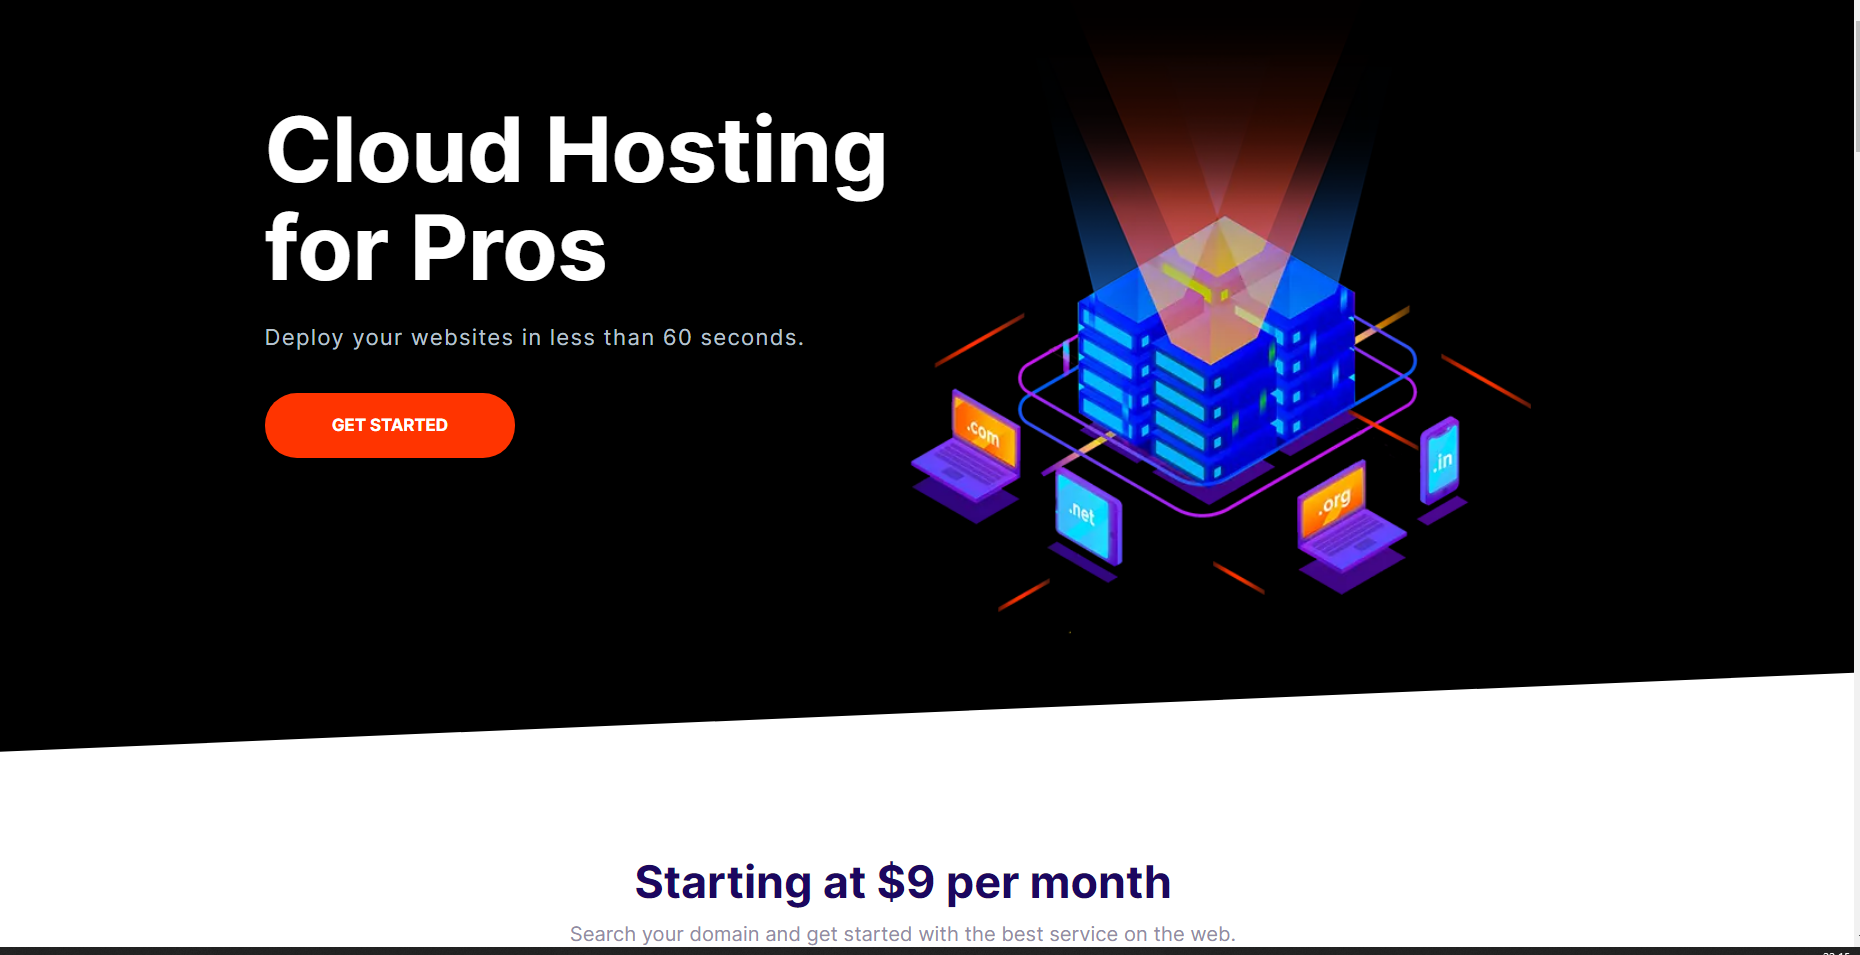 Cloud Hosting
for Pros
Deploy your websites in less than 60 seconds.
GET STARTED
.com
.net
.org
.in
Starting at $9 per month
Search your domain and get started with the best service on the web.